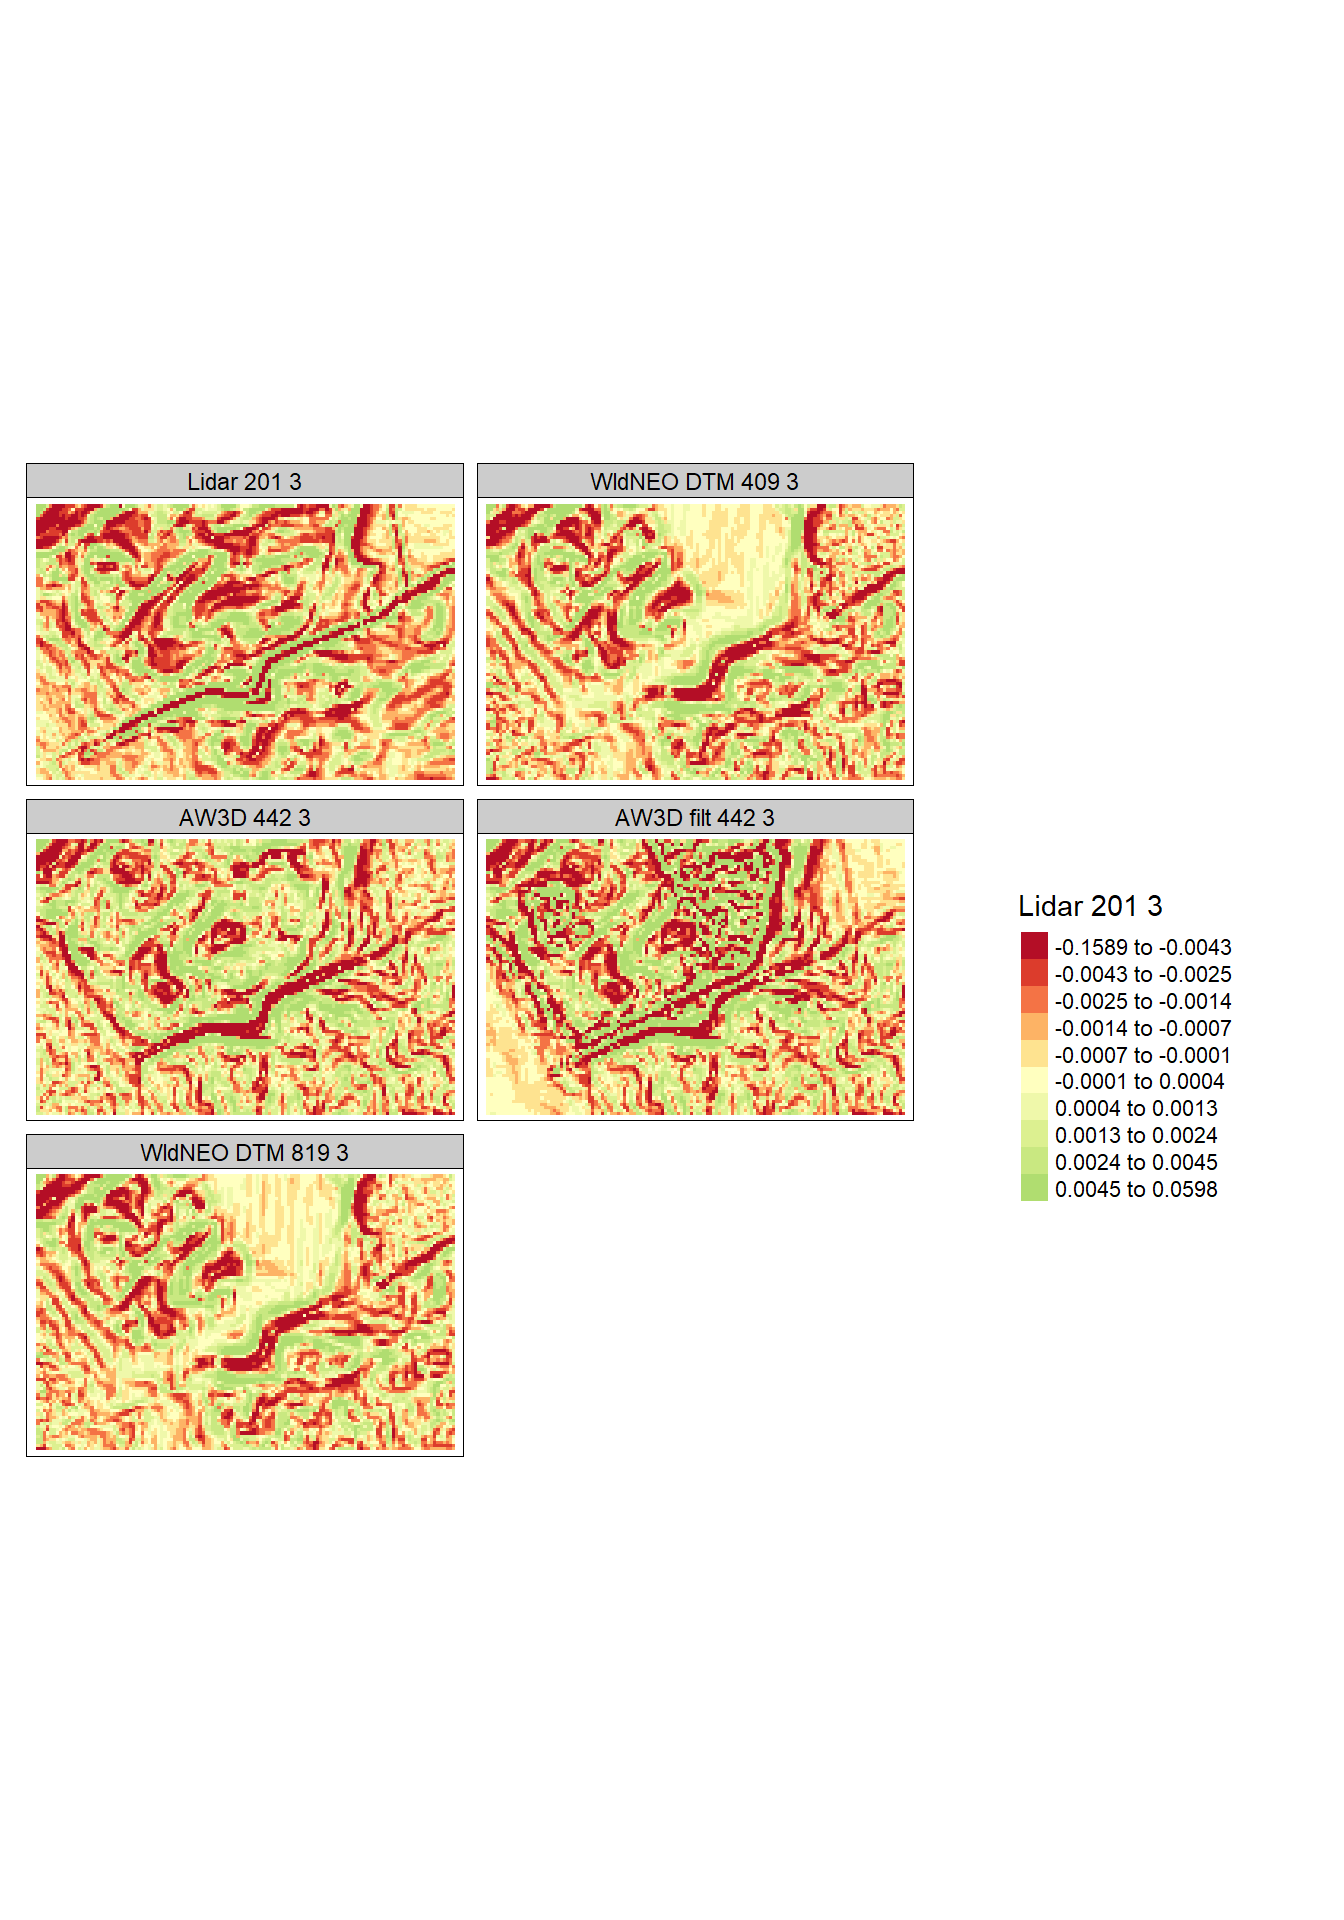 Lidar 201 3
WldNEO DTM 409 3
AW3D 442 3
AW3D filt 442 3
WldNEO DTM 819 3
Lidar 201 3
-0.1589 to -0.0043
-0.0043 to -0.0025
-0.0025 to -0.0014
-0.0014 to -0.0007
-0.0007 to -0.0001
-0.0001 to 0.0004
0.0004 to 0.0013
0.0013 to 0.0024
0.0024 to 0.0045
0.0045 to 0.0598